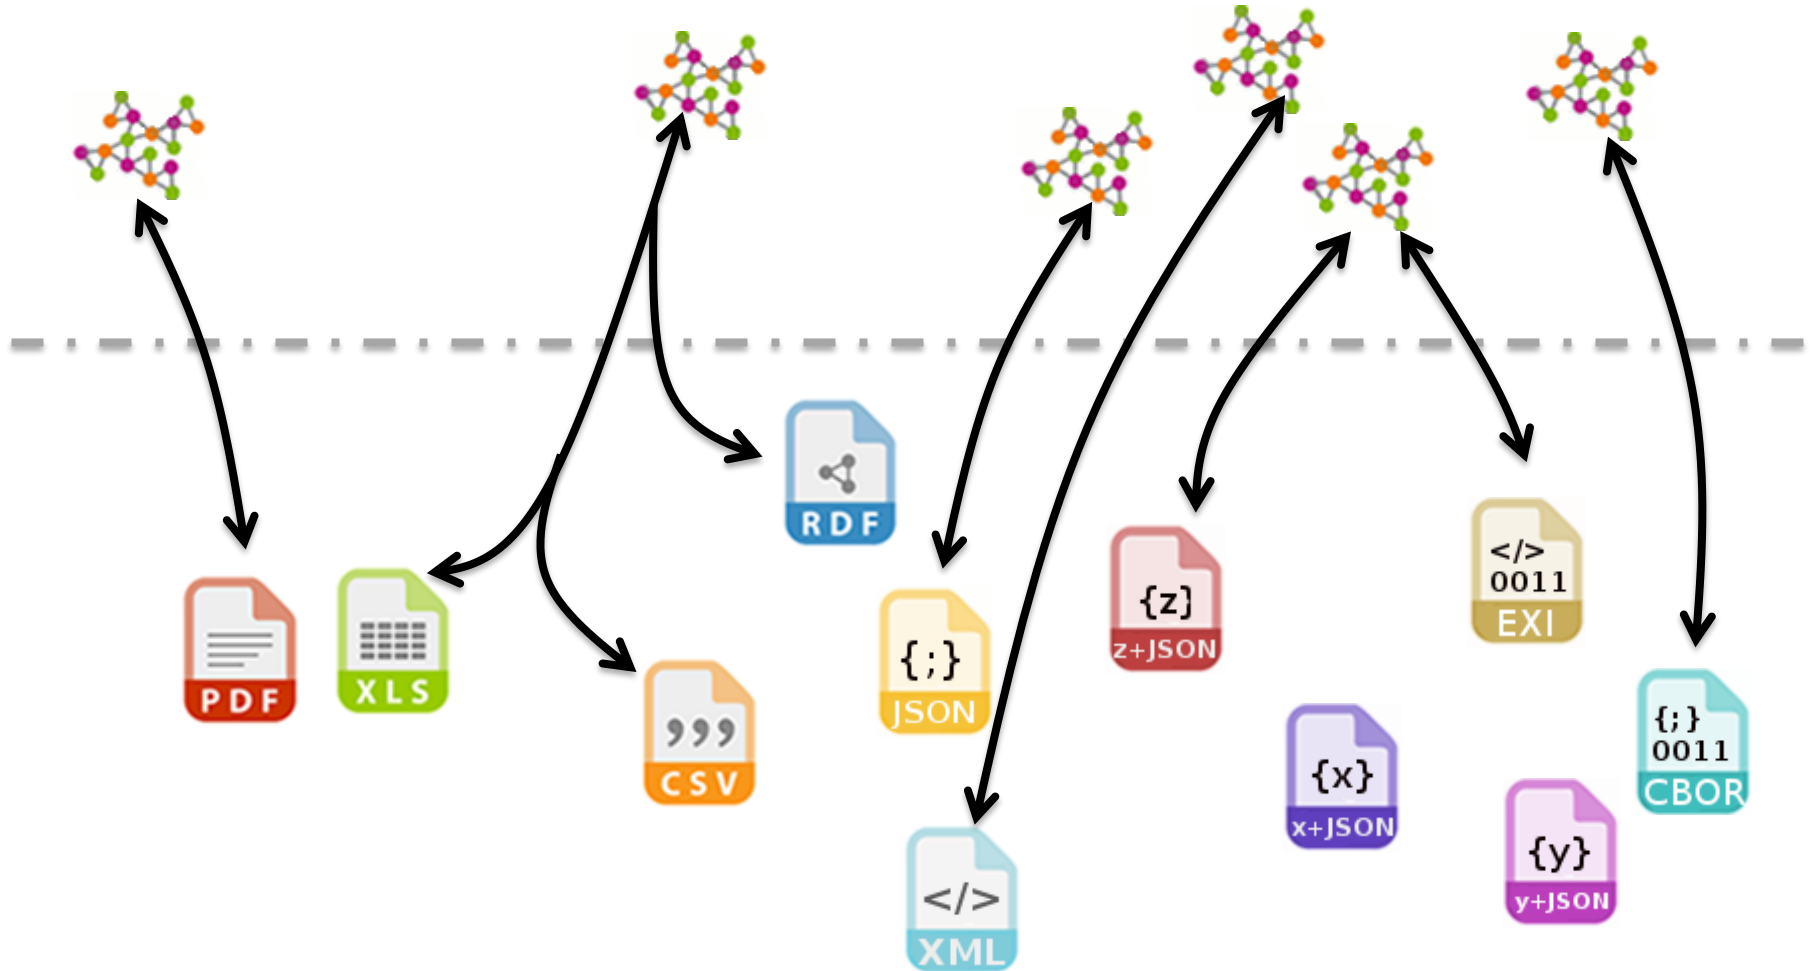 RDF
PDF
XLS
,,,
CSV
{;}
JSON
</>
XML
{z}
z+JSON
</>
0011
EXI
{x}
x+JSON
{;}
0011
CBOR
{y}
y+JSON